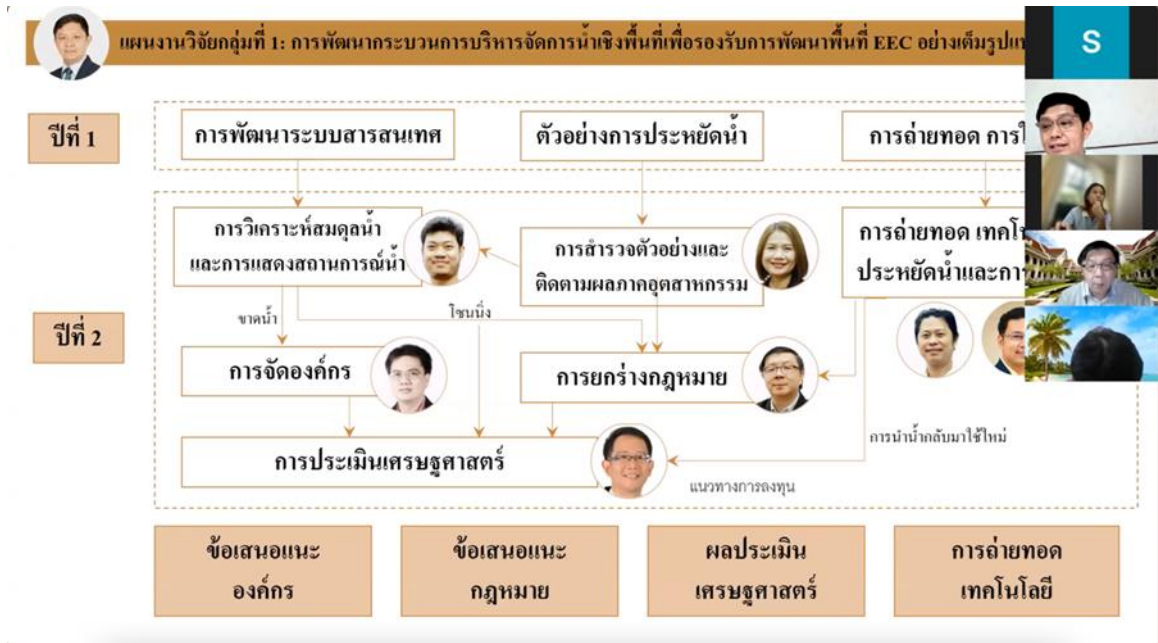 แผนงานวิจัยกลุ่มที่ 1: การพัฒนากระบวนการบริหารจัดการน้ำเชิงพื้นที่เพื่อรองรับการพัฒนาพื้นที่ EEC อย่างเต็มรูปแบ
S
ปีที่ 1
การพัฒนาระบบสารสนเทศ
ตัวอย่างการประหยัดน้ำ
การถ่ายทอด การใ
ปีที่ 2
การวิเคราะห์สมดุลน้ำ
และการแสดงสถานการณ์น้ำ
การสำรวจตัวอย่างและ
ติดตามผลภาคอุตสาหกรรม
การถ่ายทอด เทคโน
ประหยัดน้ำและกา
ขาดน้ำ
โซนนิ่ง
การจัดองค์กร
การยกร่างกฎหมาย
การนำน้ำกลับมาใช้ใหม่
การประเมินเศรษฐศาสตร์
แนวทางการลงทุน
ข้อเสนอแนะ
องค์กร
ข้อเสนอแนะ
กฎหมาย
ผลประเมิน
เศรษฐศาสตร์
การถ่ายทอด
เทคโนโลยี